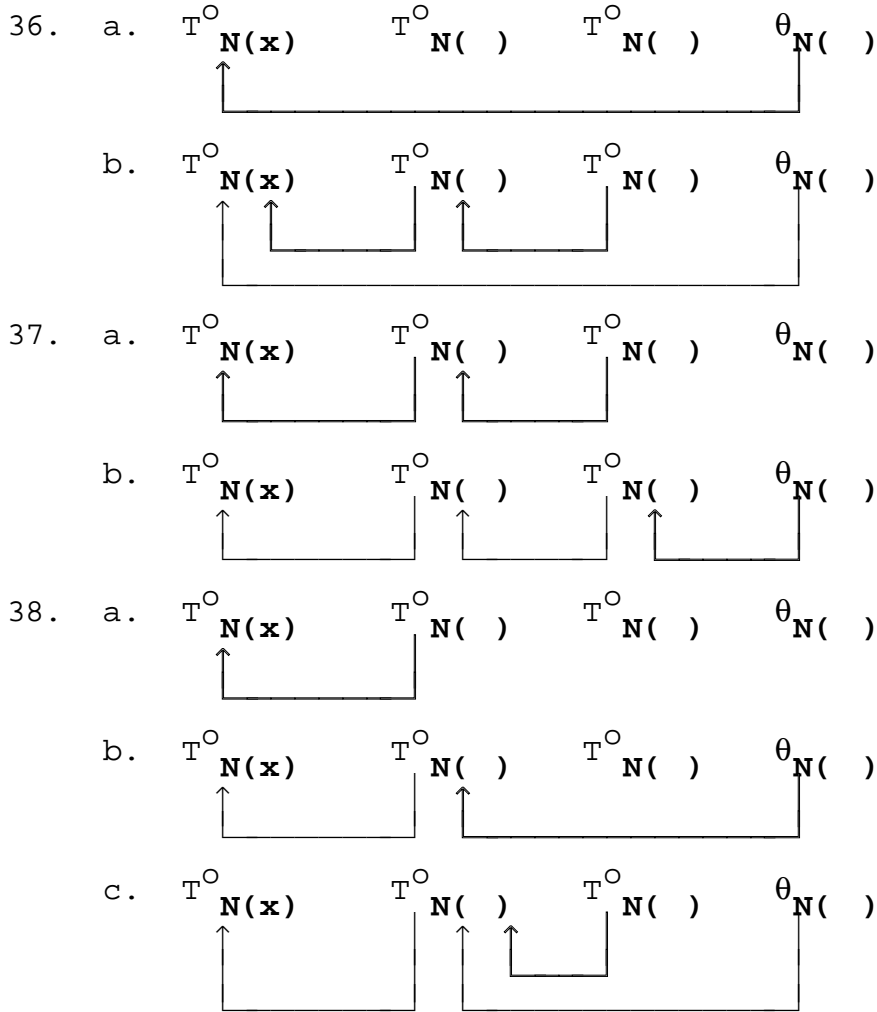 36. a. T^O N(x) T^O N( ) T^O N( ) θN( )
b. T^O N(x) T^O N( ) T^O N( ) θN( )
37. a. T^O N(x) T^O N( ) T^O N( ) θN( )
b. T^O N(x) T^O N( ) T^O N( ) θN( )
38. a. T^O N(x) T^O N( ) T^O N( ) θN( )
b. T^O N(x) T^O N( ) T^O N( ) θN( )
c. T^O N(x) T^O N( ) T^O N( ) θN( )